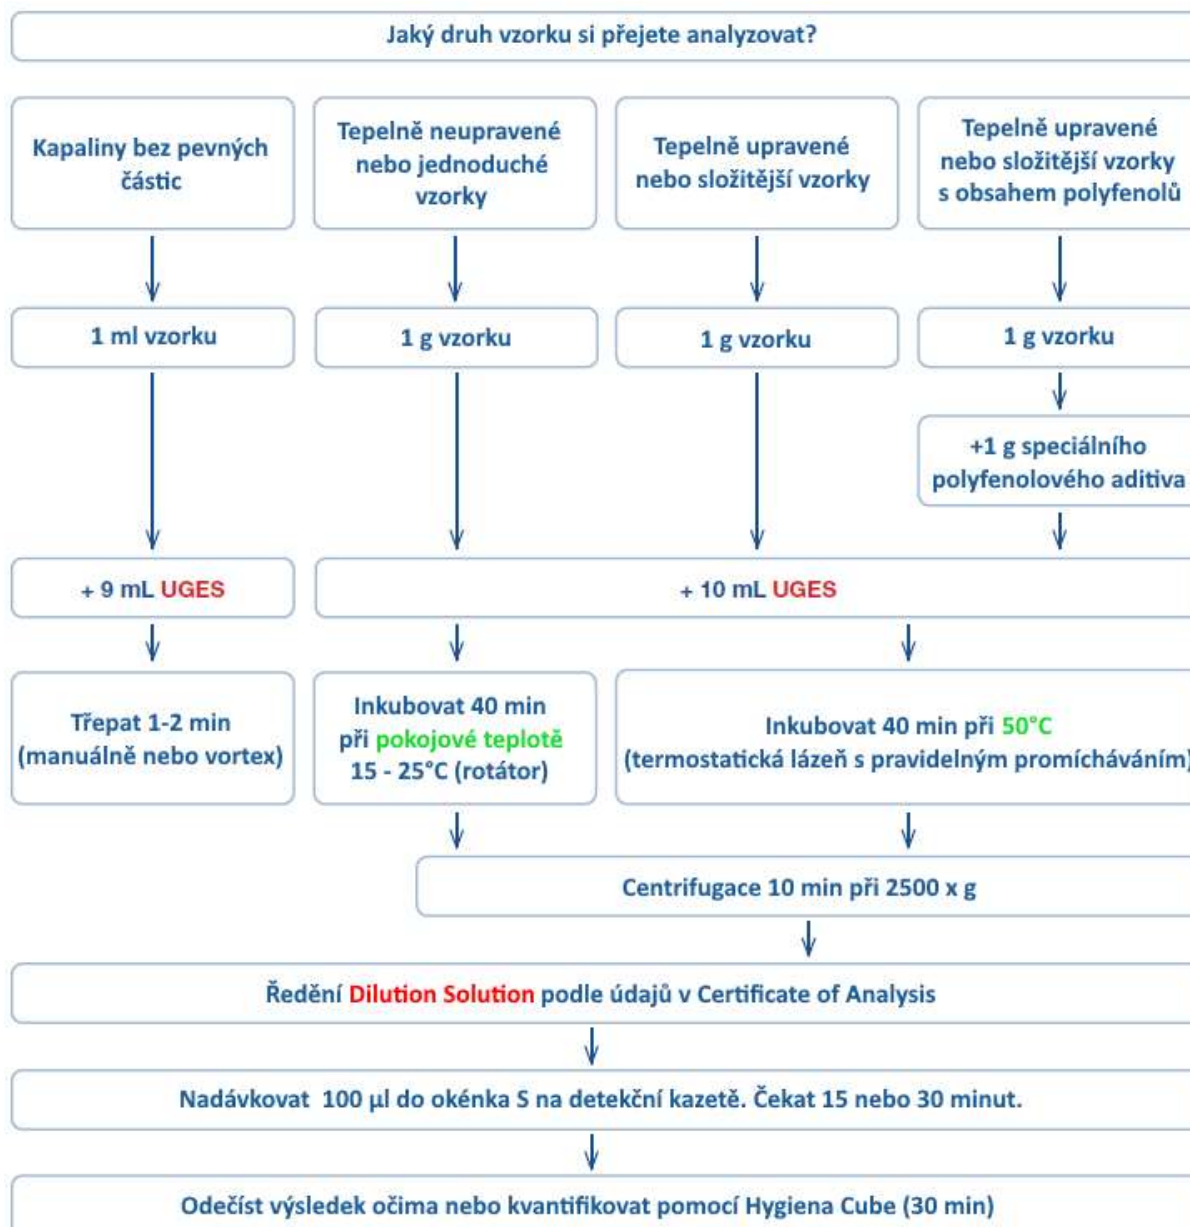 Jaký druh vzorku si přejete analyzovat?
Kapaliny bez pevných
částic
Tepelně neupravené
nebo jednoduché
vzorky
Tepelně upravené
nebo složitější vzorky
Tepelně upravené
nebo složitější vzorky
s obsahem polyfenolů
1 ml vzorku
1 g vzorku
1 g vzorku
1 g vzorku
+1 g speciálního
polyfenolového aditiva
+ 9 mL UGES
+ 10 mL UGES
Třepat 1-2 min
(manuálně nebo vortex)
Inkubovat 40 min
při pokojové teplotě
15 - 25°C (rotátor)
Inkubovat 40 min při 50°C
(termostatická lázeň s pravidelným promícháváním)
Centrifugace 10 min při 2500 x g
Ředění Dilution Solution podle údajů v Certificate of Analysis
Nadávkovat 100 µl do okénka S na detekční kazetě. Čekat 15 nebo 30 minut.
Odečíst výsledek očima nebo kvantifikovat pomocí Hygiena Cube (30 min)